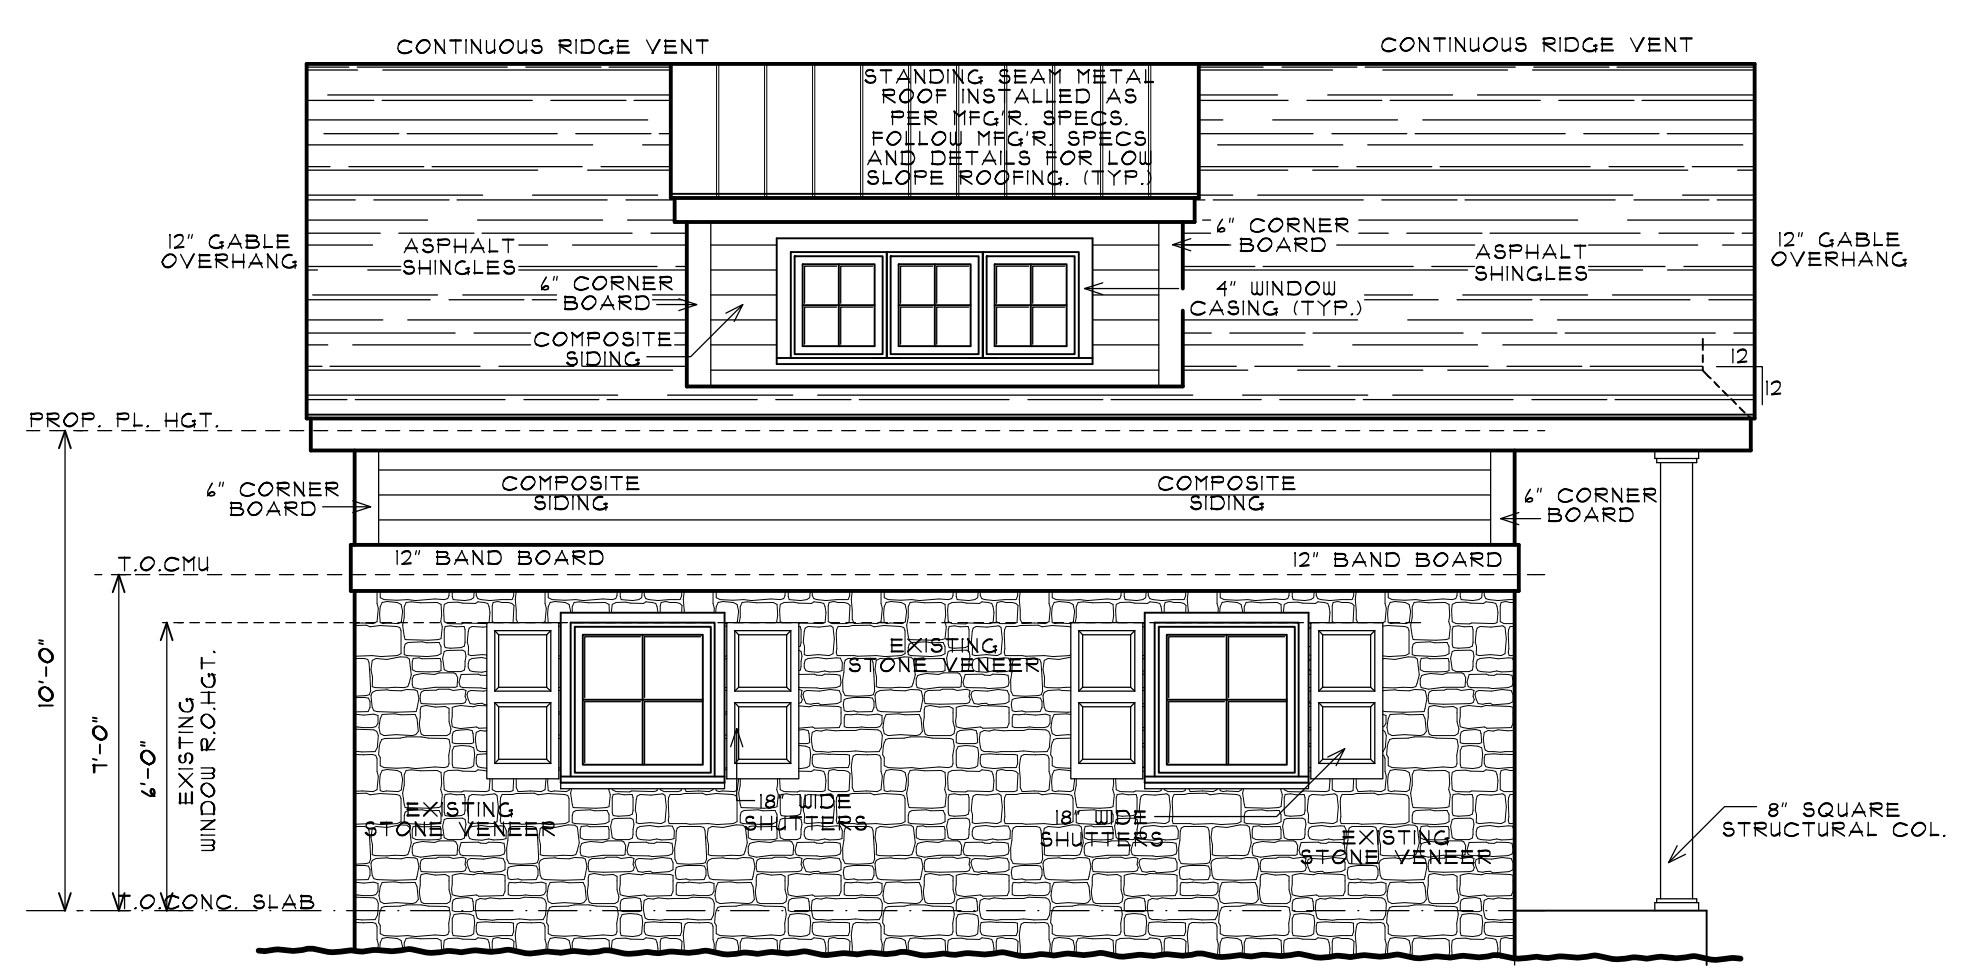 CONTINUOUS RIDGE VENT
CONTINUOUS RIDGE VENT
STANDING SEAM METAL
ROOF INSTALLED AS
PER MFG'R. SPECS.
FOLLOW MFG'R. SPECS
AND DETAILS FOR LOW
SLOPE ROOFING. (TYP.)
12" GABLE
OVERHANG
ASPHALT
SHINGLES
6" CORNER
BOARD
ASPHALT
SHINGLES
12" GABLE
OVERHANG
6" CORNER
BOARD
4" WINDOW
CASING (TYP.)
COMPOSITE
SIDING
12
12
PROP. PL. HGT.
6" CORNER
BOARD
COMPOSITE
SIDING
COMPOSITE
SIDING
6" CORNER
BOARD
T.O.CMU
12" BAND BOARD
12" BAND BOARD
10'-0"
7'-0"
6'-0"
EXISTING
WINDOW R.O.HGT.
EXISTING
STONE VENEER
EXISTING
STONE VENEER
18" WIDE
SHUTTERS
18" WIDE
SHUTTERS
EXISTING
STONE VENEER
8" SQUARE
STRUCTURAL COL.
T.O.CONC. SLAB